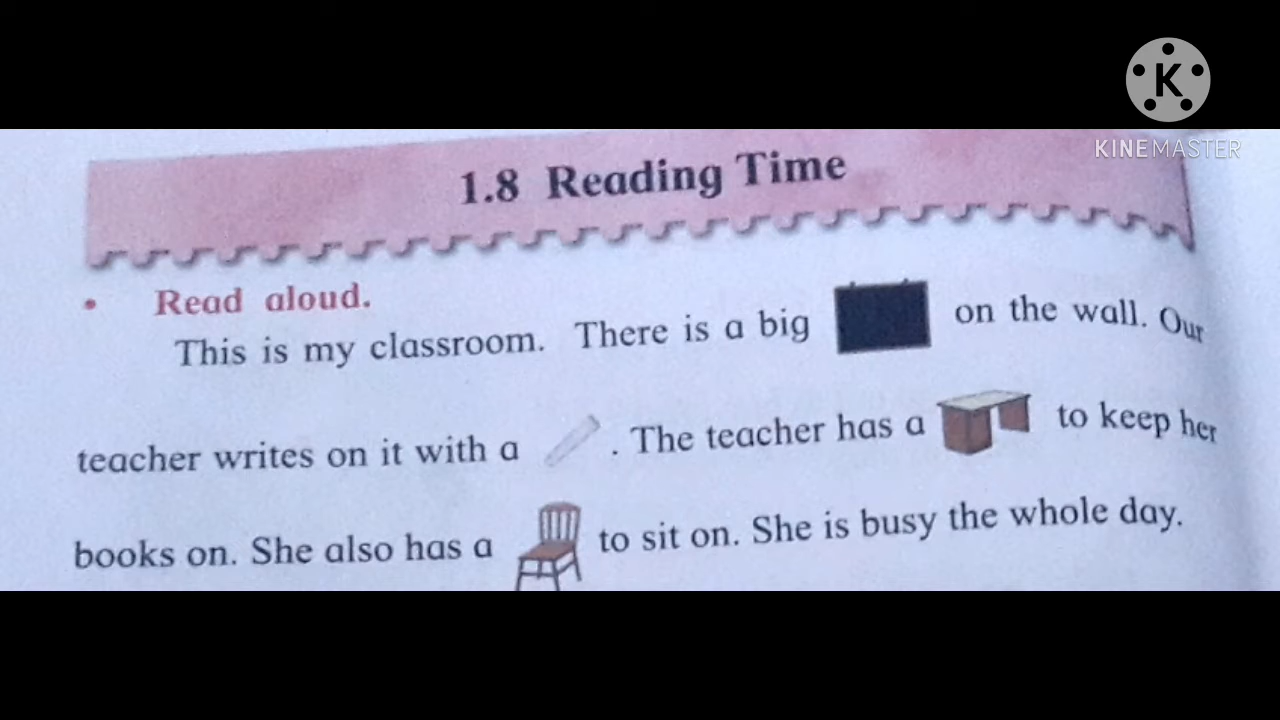 K
KINEMASTER
1.8 Reading Time
• Read aloud.
This is my classroom. There is a big on the wall. Our
teacher writes on it with a . The teacher has a to keep her
books on. She also has a to sit on. She is busy the whole day.